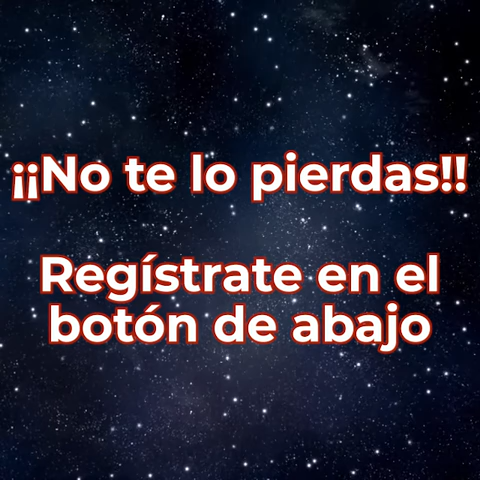 ¡¡No te lo pierdas!!
Regístrate en el
botón de abajo